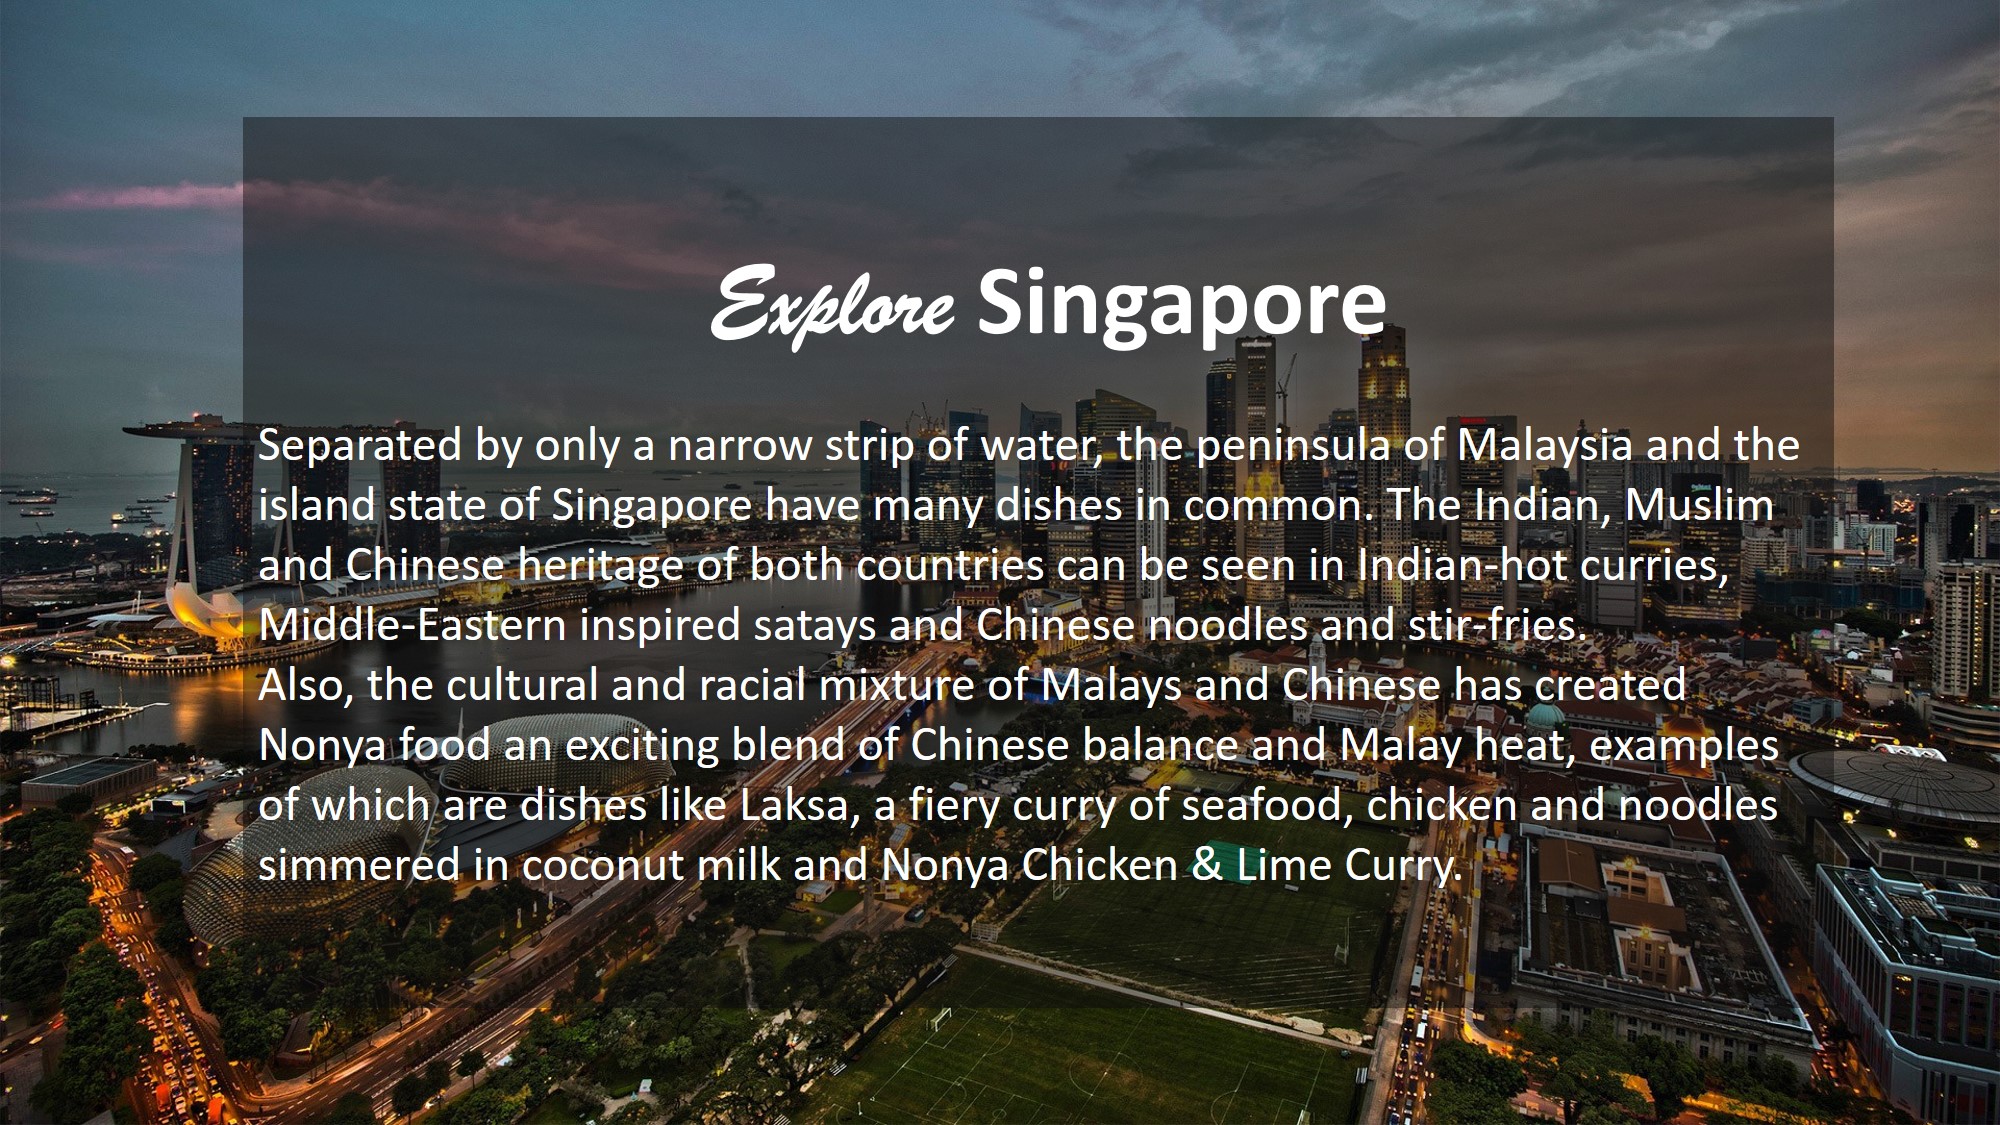 Explore Singapore
Separated by only a narrow strip of water, the peninsula of Malaysia and the
island state of Singapore have many dishes in common. The Indian, Muslim
and Chinese heritage of both countries can be seen in Indian-hot curries,
Middle-Eastern inspired satays and Chinese noodles and stir-fries.
Also, the cultural and racial mixture of Malays and Chinese has created
Nonya food an exciting blend of Chinese balance and Malay heat, examples
of which are dishes like Laksa, a fiery curry of seafood, chicken and noodles
simmered in coconut milk and Nonya Chicken & Lime Curry.